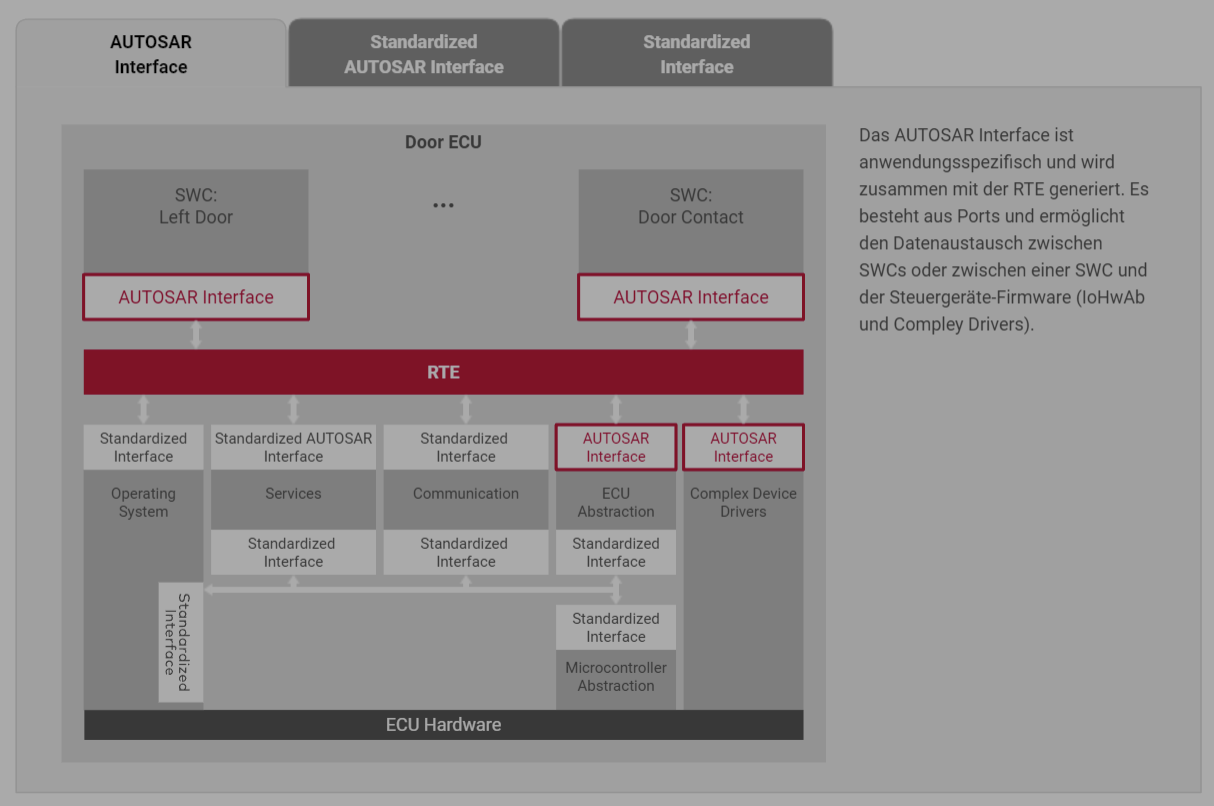 AUTOSAR
Interface
Standardized
AUTOSAR Interface
Standardized
Interface
Door ECU
SWC:
Left Door
...
SWC:
Door Contact
AUTOSAR Interface
AUTOSAR Interface
RTE
Standardized
Interface
Standardized AUTOSAR
Interface
Standardized
Interface
AUTOSAR
Interface
AUTOSAR
Interface
Operating
System
Services
Communication
ECU
Abstraction
Complex Device
Drivers
Standardized
Interface
Standardized
Interface
Standardized
Interface
Standardized
Interface
Standardized
Interface
Microcontroller
Abstraction
ECU Hardware
Das AUTOSAR Interface ist
anwendungsspezifisch und wird
zusammen mit der RTE generiert. Es
besteht aus Ports und ermöglicht
den Datenaustausch zwischen
SWCs oder zwischen einer SWC und
der Steuergeräte-Firmware (IoHwAb
und Compley Drivers).